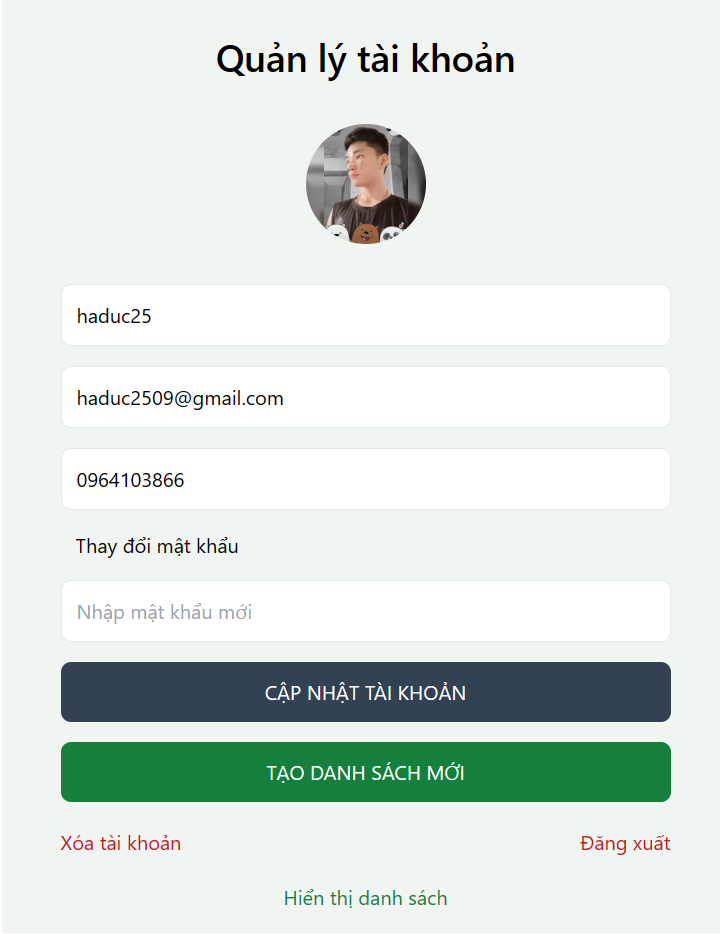 Quản lý tài khoản
haduc25
haduc2509@gmail.com
0964103866
Thay đổi mật khẩu
Nhập mật khẩu mới
CẬP NHẬT TÀI KHOẢN
TẠO DANH SÁCH MỚI
Xóa tài khoản
Đăng xuất
Hiển thị danh sách